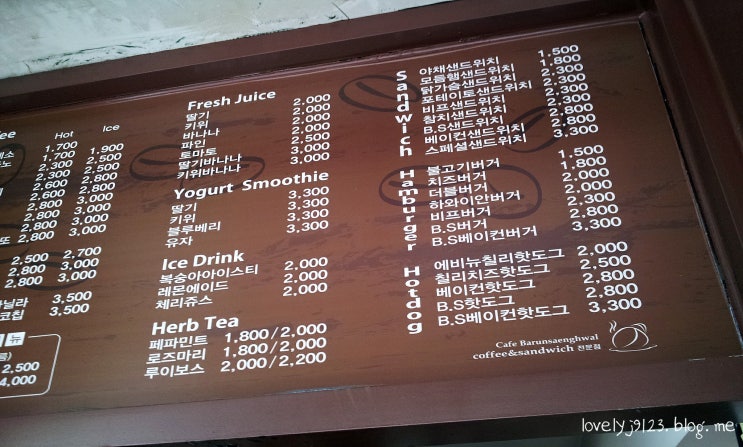 ee
Hot Ice
소 1,700 1,900
노 1,700 2,500
2,300 2,500
2,600 2,800
2,600 2,800
2,800 3,000
2,800 3,000
또 2,800 3,000
2,500 2,700
2,800 3,000
2,800 3,000
닐라 3,500
코칩 3,500
메뉴
2,500
4,000
Fresh Juice
딸기 2,000
키위 2,000
바나나 2,000
파인 2,500
토마토
딸기바나나 3,000
키위바나나 3,000
Yogurt Smoothie
딸기 3,300
키위 3,300
블루베리 3,300
유자
Ice Drink
복숭아아이스티 2,000
레몬에이드 2,000
체리쥬스 2,000
Herb Tea
페파민트 1,800/2,000
로즈마리 1,800/2,000
루이보스 2,000/2,200
Sandwich
야채샌드위치 1,500
모듬햄샌드위치 1,800
닭가슴샌드위치 2,300
포테이토샌드위치 2,300
비프샌드위치 2,300
참치샌드위치
B.S샌드위치 2,800
베이컨샌드위치 2,800
스페셜샌드위치 3,300
Hamburger
불고기버거 1,500
치즈버거 1,800
더블버거 2,000
하와이안버거 2,300
비프버거
B.S버거 2,800
B.S베이컨버거 3,300
Hotdog
에비뉴칠리핫도그 2,000
칠리치즈핫도그 2,500
베이컨핫도그 2,800
B.S핫도그 2,800
B.S베이컨핫도그 3,300
Cafe Barunsaenghwal
coffee&sandwich 전문점
lovelyj9123.blog.me